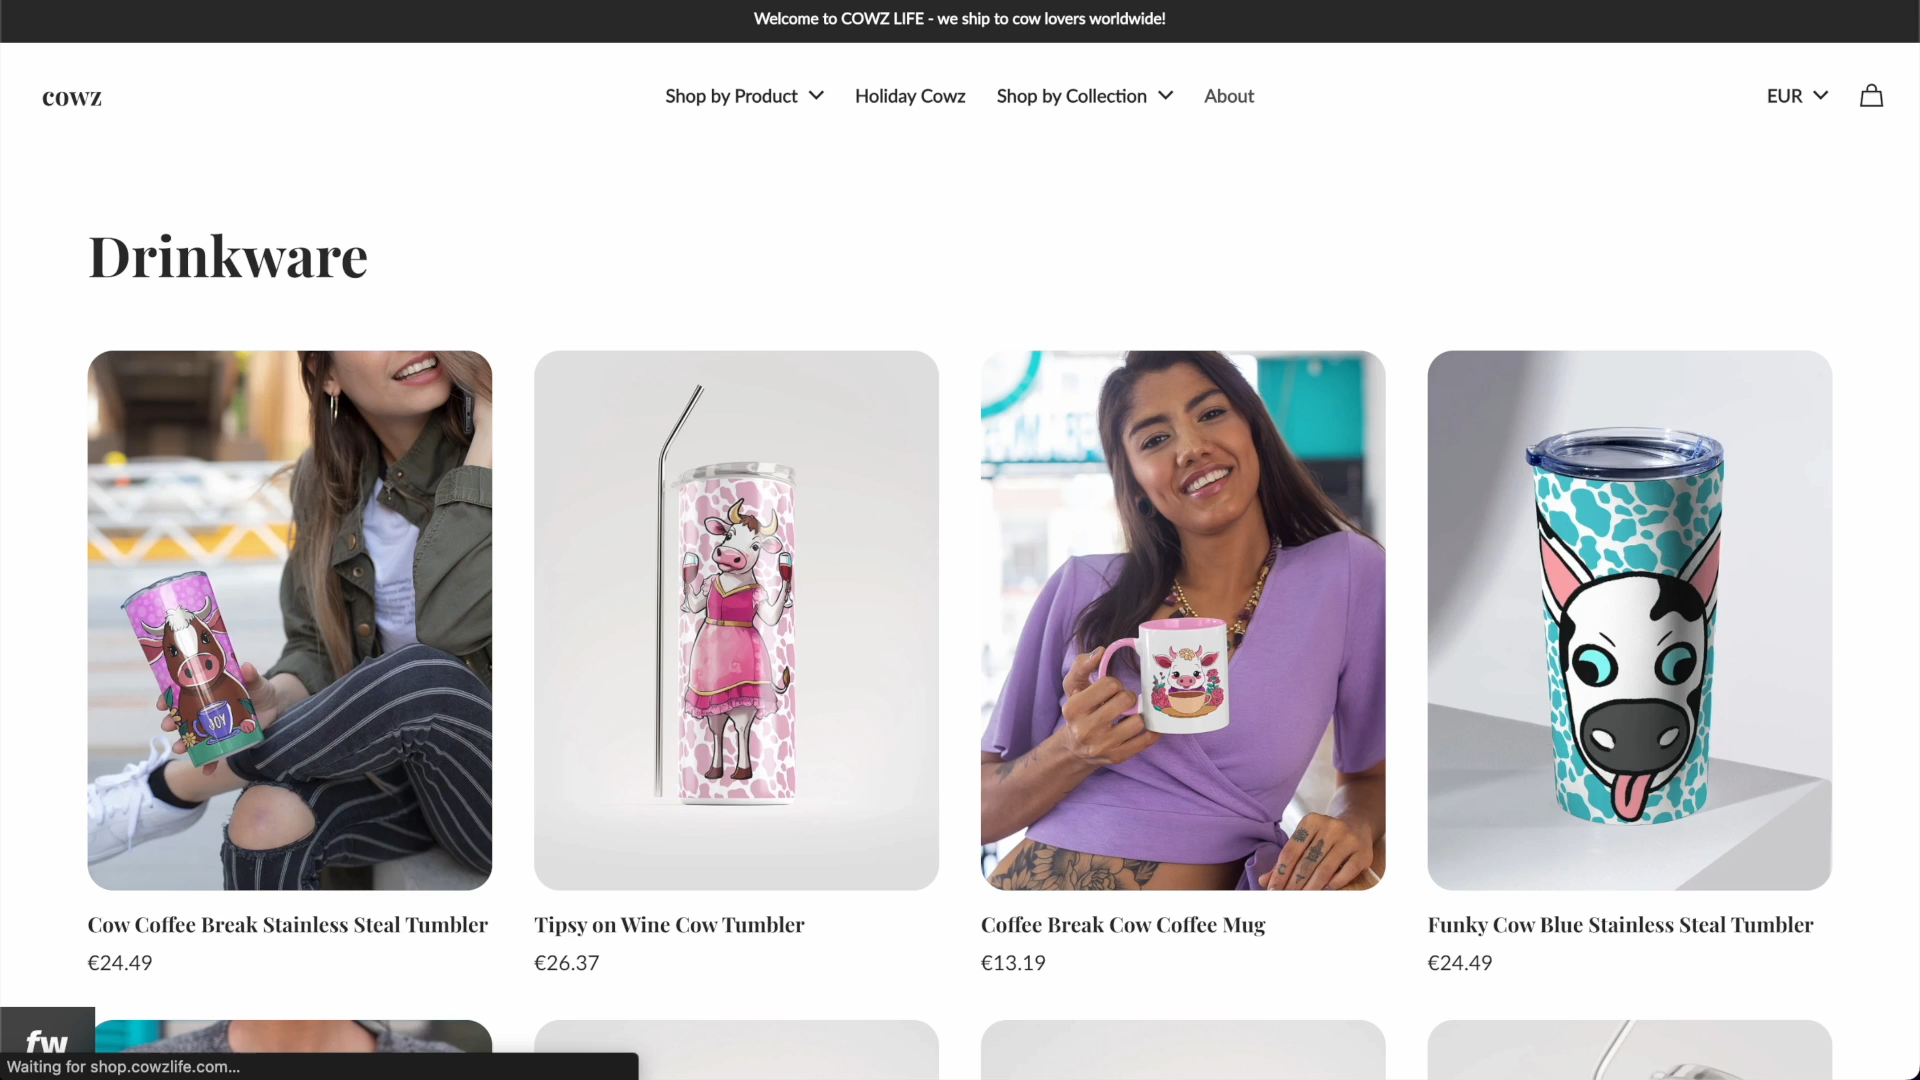 Welcome to COWZ LIFE - we ship to cow lovers worldwide!
cowz
Shop by Product
Holiday Cowz
Shop by Collection
About
EUR
Drinkware
JOY
Cow Coffee Break Stainless Steal Tumbler
€24.49
Tipsy on Wine Cow Tumbler
€26.37
Coffee Break Cow Coffee Mug
€13.19
Funky Cow Blue Stainless Steal Tumbler
€24.49
fw
Waiting for shop.cowzlife.com...